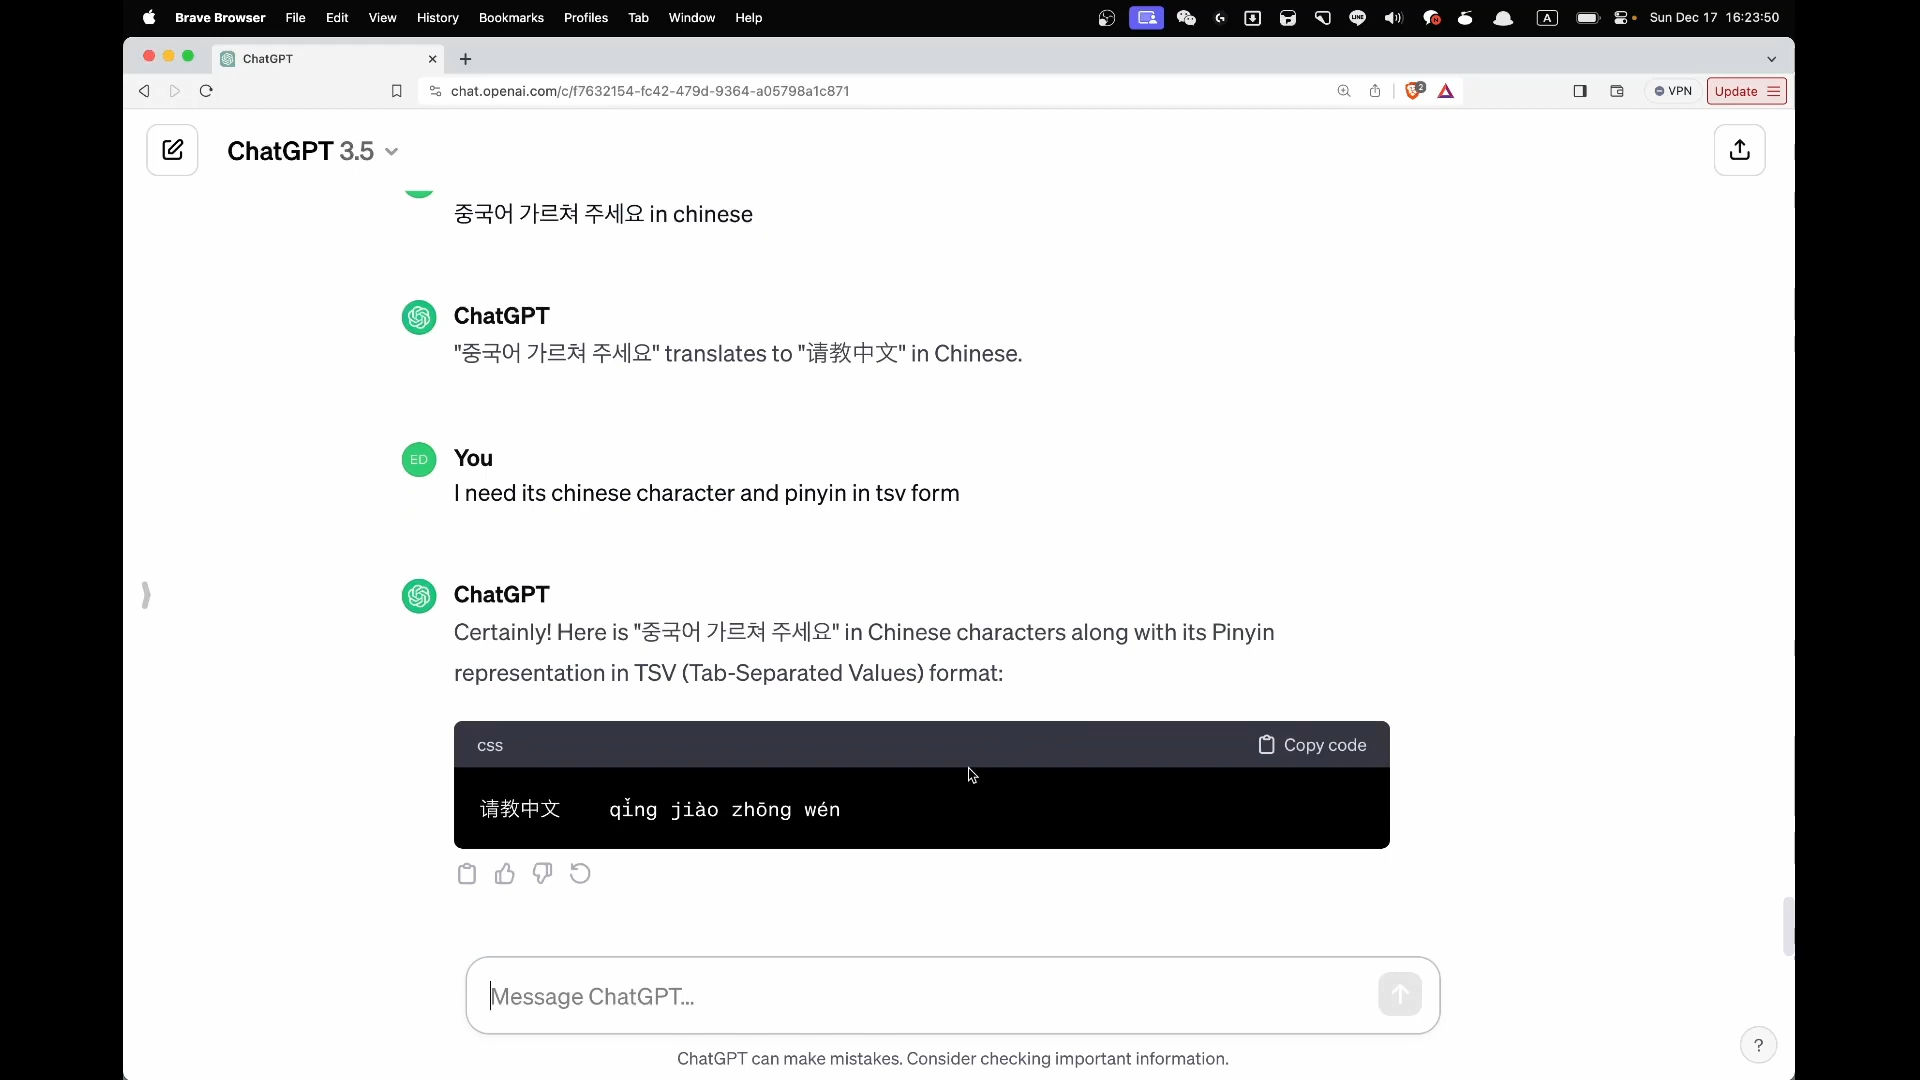 Brave Browser File Edit View History Bookmarks Profiles Tab Window Help
A
Sun Dec 17 16:23:50
ChatGPT
chat.openai.com/c/f7632154-fc42-479d-9364-a05798a1c871
2
VPN
Update
ChatGPT 3.5
중국어 가르쳐 주세요 in chinese
ChatGPT
"중국어 가르쳐 주세요" translates to "请教中文" in Chinese.
ED
You
I need its chinese character and pinyin in tsv form
ChatGPT
Certainly! Here is "중국어 가르쳐 주세요" in Chinese characters along with its Pinyin
representation in TSV (Tab-Separated Values) format:
css
Copy code
请教中文 qǐng jiào zhōng wén
Message ChatGPT...
ChatGPT can make mistakes. Consider checking important information.
?